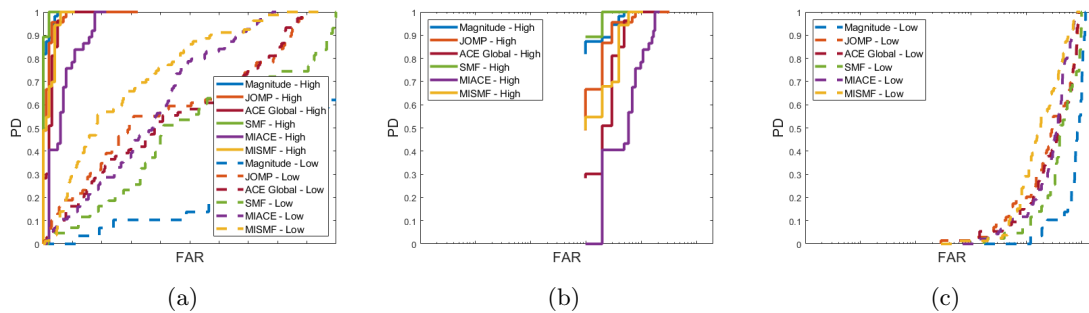 PD
1
0.9
0.8
0.7
0.6
0.5
0.4
0.3
0.2
0.1
0
Magnitude - High
JOMP - High
ACE Global - High
SMF - High
MIACE - High
MISMF - High
Magnitude - Low
JOMP - Low
ACE Global - Low
SMF - Low
MIACE - Low
MISMF - Low
FAR
(a)
PD
1
0.9
0.8
0.7
0.6
0.5
0.4
0.3
0.2
0.1
0
Magnitude - High
JOMP - High
ACE Global - High
SMF - High
MIACE - High
MISMF - High
FAR
(b)
PD
1
0.9
0.8
0.7
0.6
0.5
0.4
0.3
0.2
0.1
0
Magnitude - Low
JOMP - Low
ACE Global - Low
SMF - Low
MIACE - Low
MISMF - Low
FAR
(c)